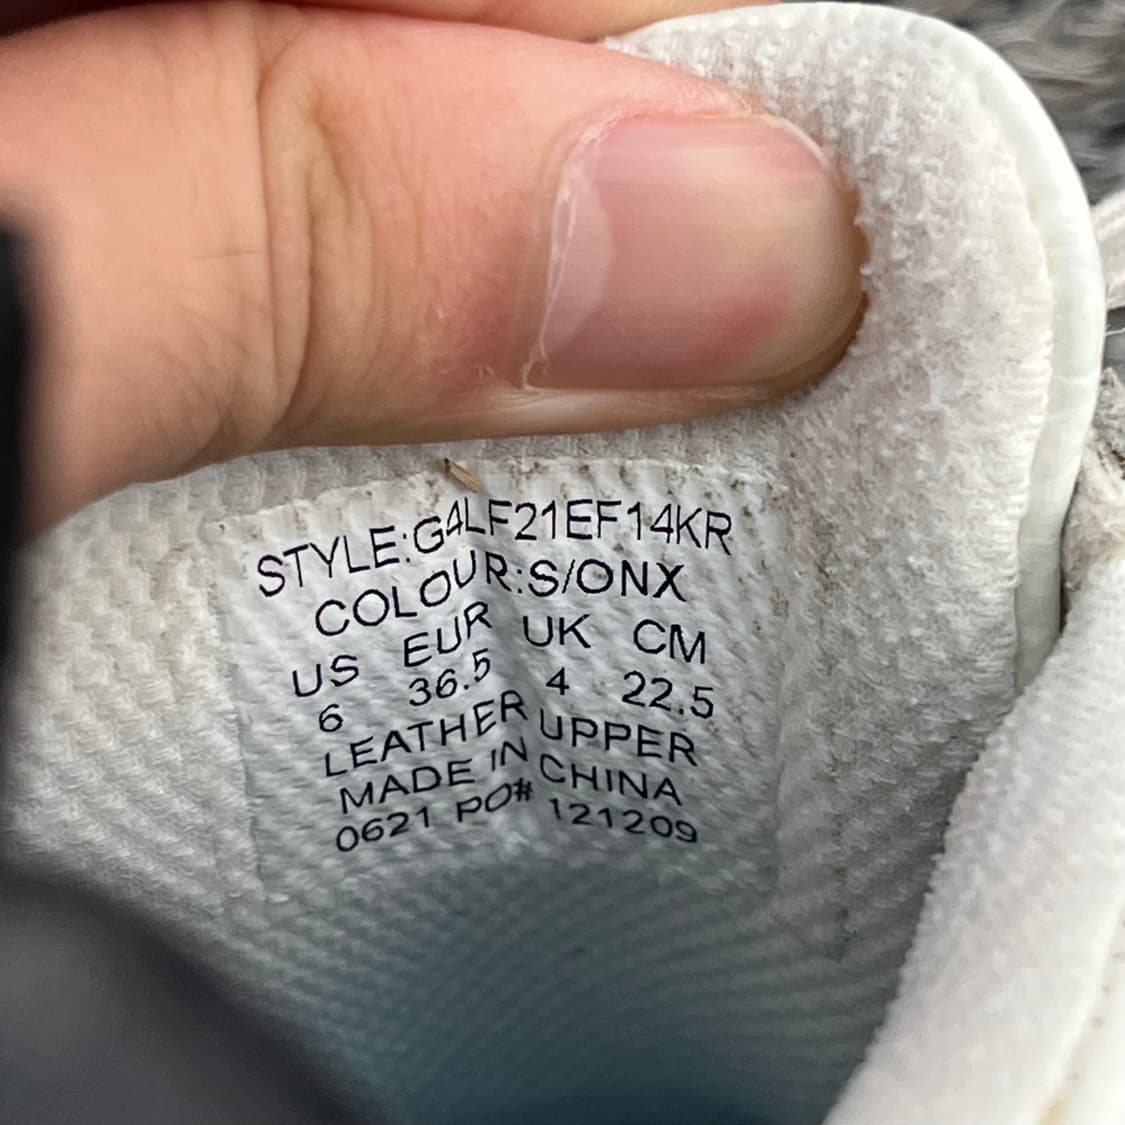 STYLE:G4LF21EF14KR
COLOUR:S/ONX
US EUR UK CM
6 36.5 4 22.5
LEATHER UPPER
MADE IN CHINA
0621 PO# 121209